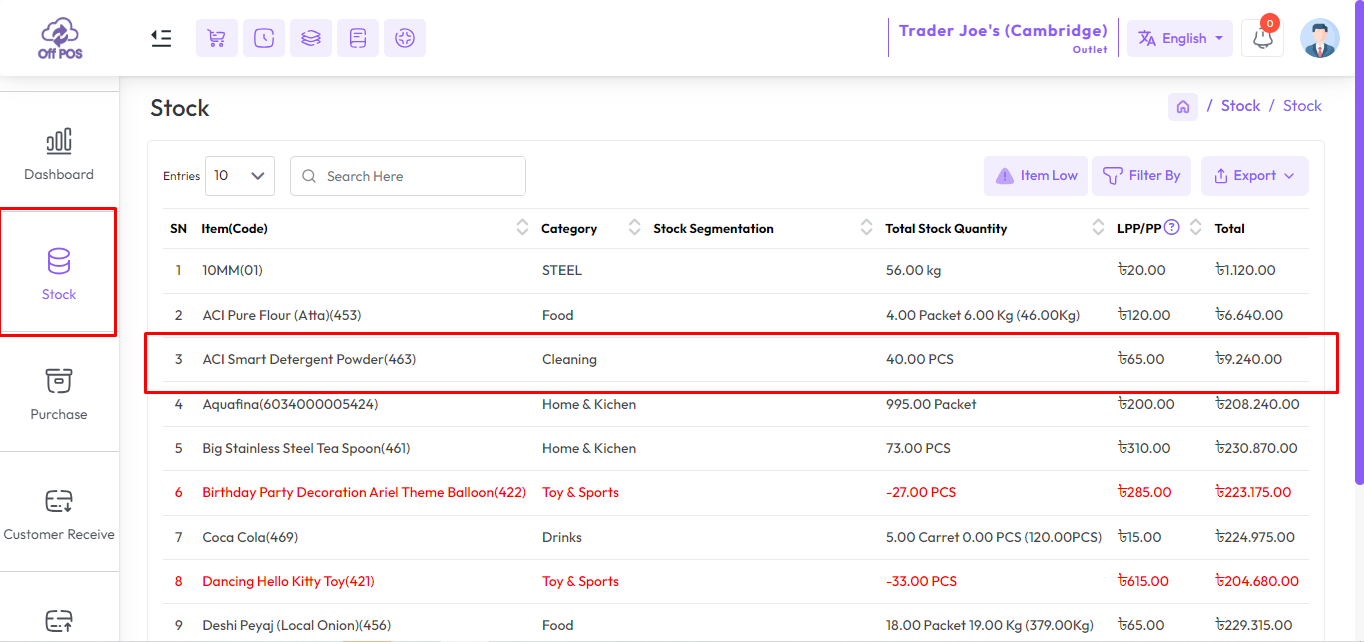 Off POS
Trader Joe's (Cambridge)
Outlet
English
0
Dashboard
Stock
Purchase
Customer Receive
Stock
/ Stock / Stock
Entries 10 Search Here Item Low Filter By Export
SN Item(Code) Category Stock Segmentation Total Stock Quantity LPP/PP ? Total
1 10MM(01) STEEL 56.00 kg ৳20.00 ৳1,120.00
2 ACI Pure Flour (Atta)(453) Food 4.00 Packet 6.00 Kg (46.00Kg) ৳120.00 ৳6,640.00
3 ACI Smart Detergent Powder(463) Cleaning 40.00 PCS ৳65.00 ৳9,240.00
4 Aquafina(6034000005424) Home & Kichen 995.00 Packet ৳200.00 ৳208,240.00
5 Big Stainless Steel Tea Spoon(461) Home & Kichen 73.00 PCS ৳310.00 ৳230,870.00
6 Birthday Party Decoration Ariel Theme Balloon(422) Toy & Sports -27.00 PCS ৳285.00 ৳223,175.00
7 Coca Cola(469) Drinks 5.00 Carret 0.00 PCS (120.00PCS) ৳15.00 ৳224,975.00
8 Dancing Hello Kitty Toy(421) Toy & Sports -33.00 PCS ৳615.00 ৳204,680.00
9 Deshi Peyaj (Local Onion)(456) Food 18.00 Packet 19.00 Kg (379.00Kg) ৳65.00 ৳229,315.00